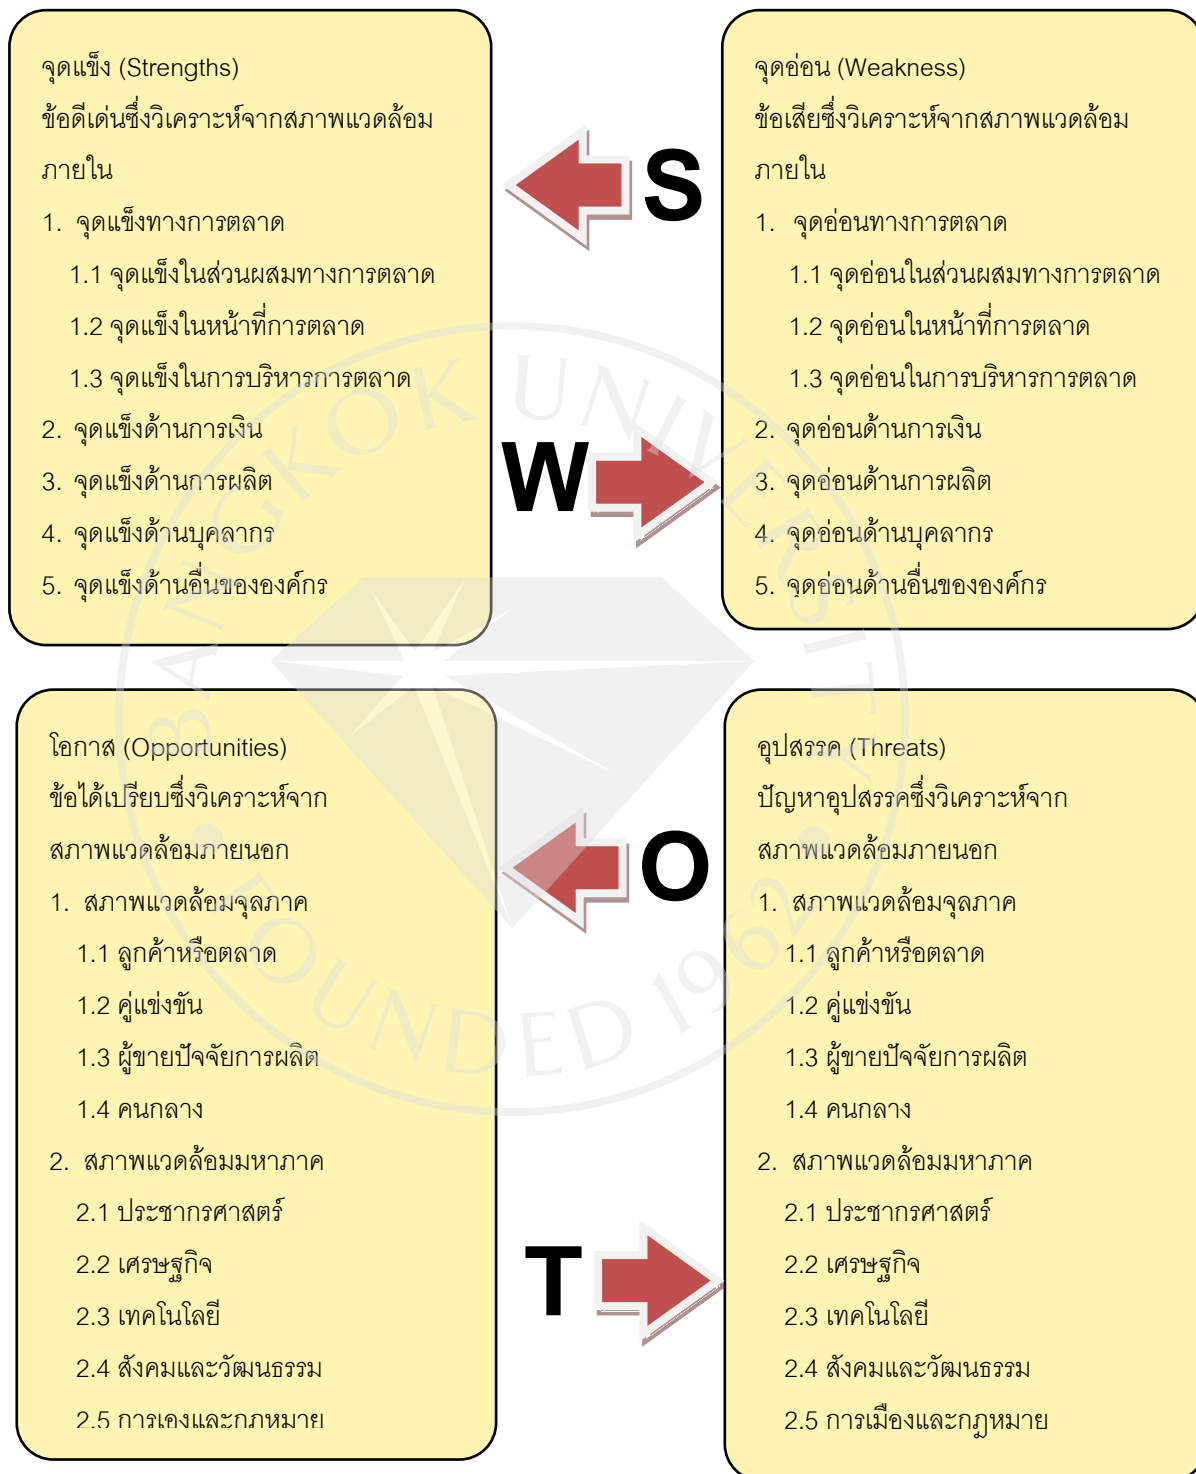 จุดแข็ง (Strengths)
ข้อดีเด่นซึ่งวิเคราะห์จากสภาพแวดล้อม
ภายใน
1. จุดแข็งทางการตลาด
1.1 จุดแข็งในส่วนผสมทางการตลาด
1.2 จุดแข็งในหน้าที่การตลาด
1.3 จุดแข็งในการบริหารการตลาด
2. จุดแข็งด้านการเงิน
3. จุดแข็งด้านการผลิต
4. จุดแข็งด้านบุคลากร
5. จุดแข็งด้านอื่นขององค์กร
S
W
จุดอ่อน (Weakness)
ข้อเสียซึ่งวิเคราะห์จากสภาพแวดล้อม
ภายใน
1. จุดอ่อนทางการตลาด
1.1 จุดอ่อนในส่วนผสมทางการตลาด
1.2 จุดอ่อนในหน้าที่การตลาด
1.3 จุดอ่อนในการบริหารการตลาด
2. จุดอ่อนด้านการเงิน
3. จุดอ่อนด้านการผลิต
4. จุดอ่อนด้านบุคลากร
5. จุดอ่อนด้านอื่นขององค์กร
โอกาส (Opportunities)
ข้อได้เปรียบซึ่งวิเคราะห์จาก
สภาพแวดล้อมภายนอก
1. สภาพแวดล้อมจุลภาค
1.1 ลูกค้าหรือตลาด
1.2 คู่แข่งขัน
1.3 ผู้ขายปัจจัยการผลิต
1.4 คนกลาง
2. สภาพแวดล้อมมหาภาค
2.1 ประชากรศาสตร์
2.2 เศรษฐกิจ
2.3 เทคโนโลยี
2.4 สังคมและวัฒนธรรม
2.5 การเองและกฎหมาย
O
T
อุปสรรค (Threats)
ปัญหาอุปสรรคซึ่งวิเคราะห์จาก
สภาพแวดล้อมภายนอก
1. สภาพแวดล้อมจุลภาค
1.1 ลูกค้าหรือตลาด
1.2 คู่แข่งขัน
1.3 ผู้ขายปัจจัยการผลิต
1.4 คนกลาง
2. สภาพแวดล้อมมหาภาค
2.1 ประชากรศาสตร์
2.2 เศรษฐกิจ
2.3 เทคโนโลยี
2.4 สังคมและวัฒนธรรม
2.5 การเมืองและกฎหมาย
BANGKOK UNIVERSITY
FOUNDED 1962